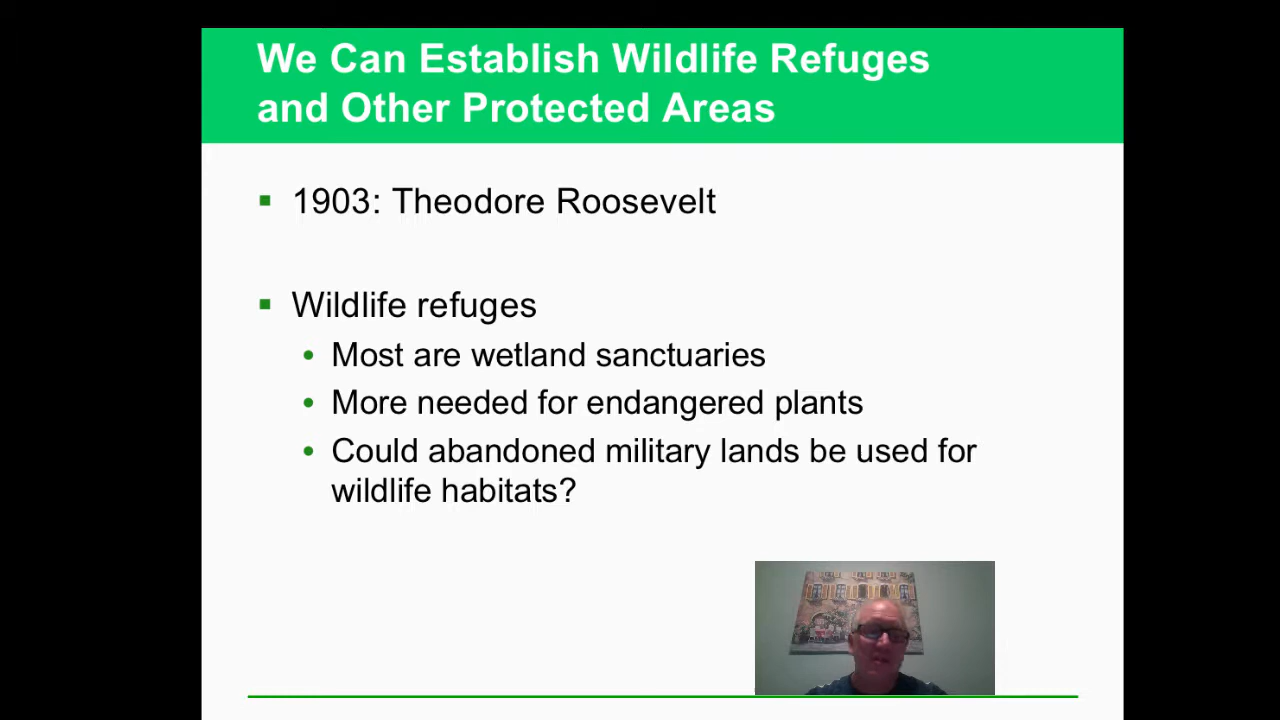 We Can Establish Wildlife Refuges
and Other Protected Areas
1903: Theodore Roosevelt
Wildlife refuges
Most are wetland sanctuaries
More needed for endangered plants
Could abandoned military lands be used for
wildlife habitats?